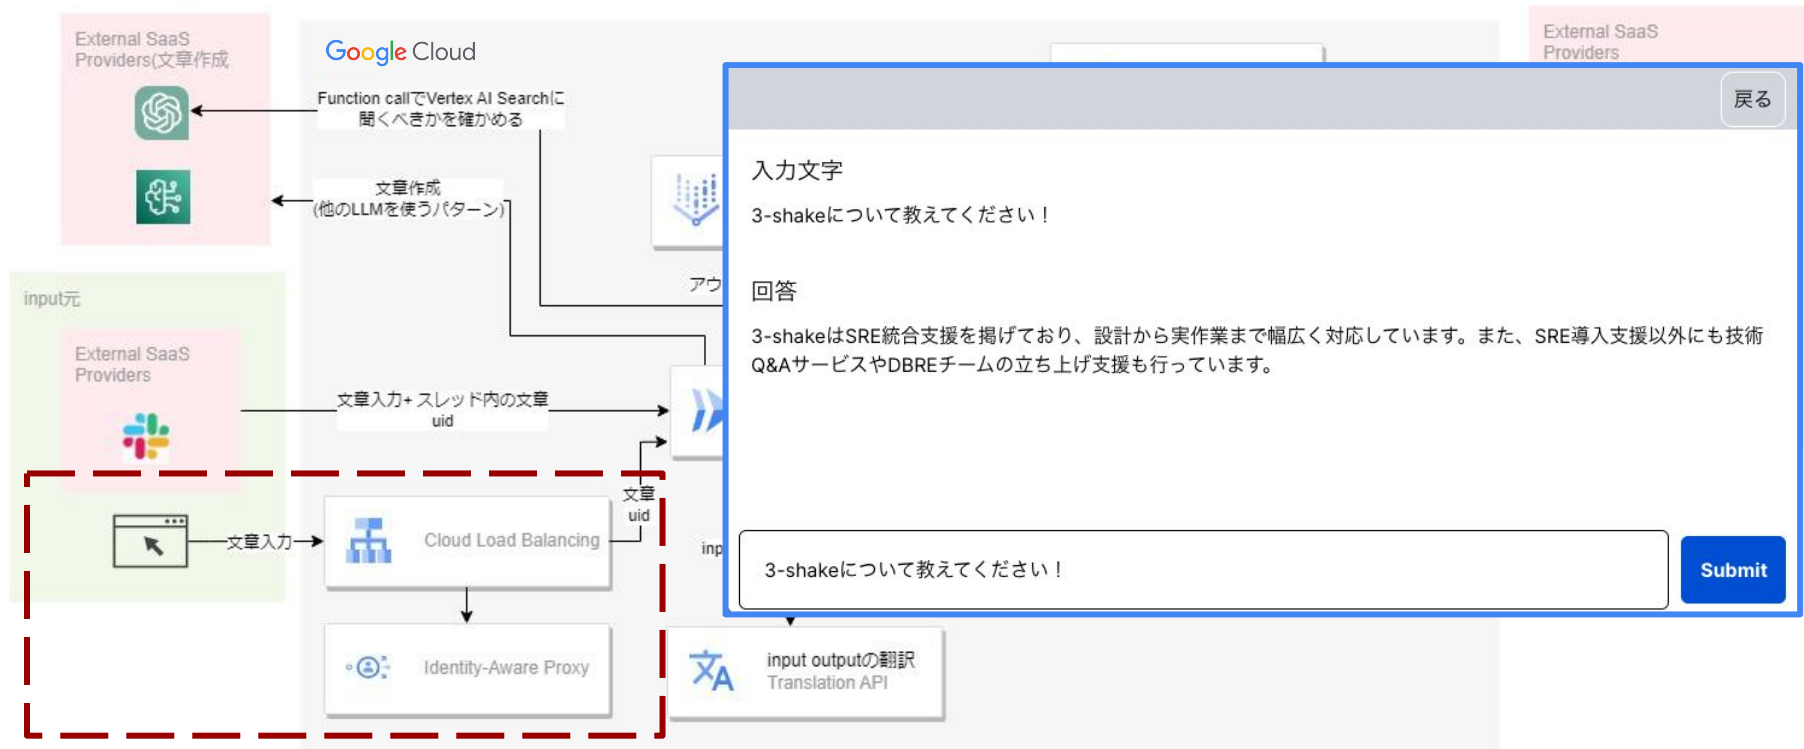 External SaaS
Providers(文章作成
Google Cloud
Function callでVertex AI Searchに
聞くべきかを確かめる
文章作成
(他のLLMを使うパターン)
input元
External SaaS
Providers
文章入力+ スレッド内の文章
uid
文章
uid
文章入力
Cloud Load Balancing
Identity-Aware Proxy
アウ
inp
input outputの翻訳
Translation API
External SaaS
Providers
戻る
入力文字
3-shakeについて教えてください！
回答
3-shakeはSRE統合支援を掲げており、設計から実作業まで幅広く対応しています。また、SRE導入支援以外にも技術
Q&AサービスやDBREチームの立ち上げ支援も行っています。
3-shakeについて教えてください！
Submit